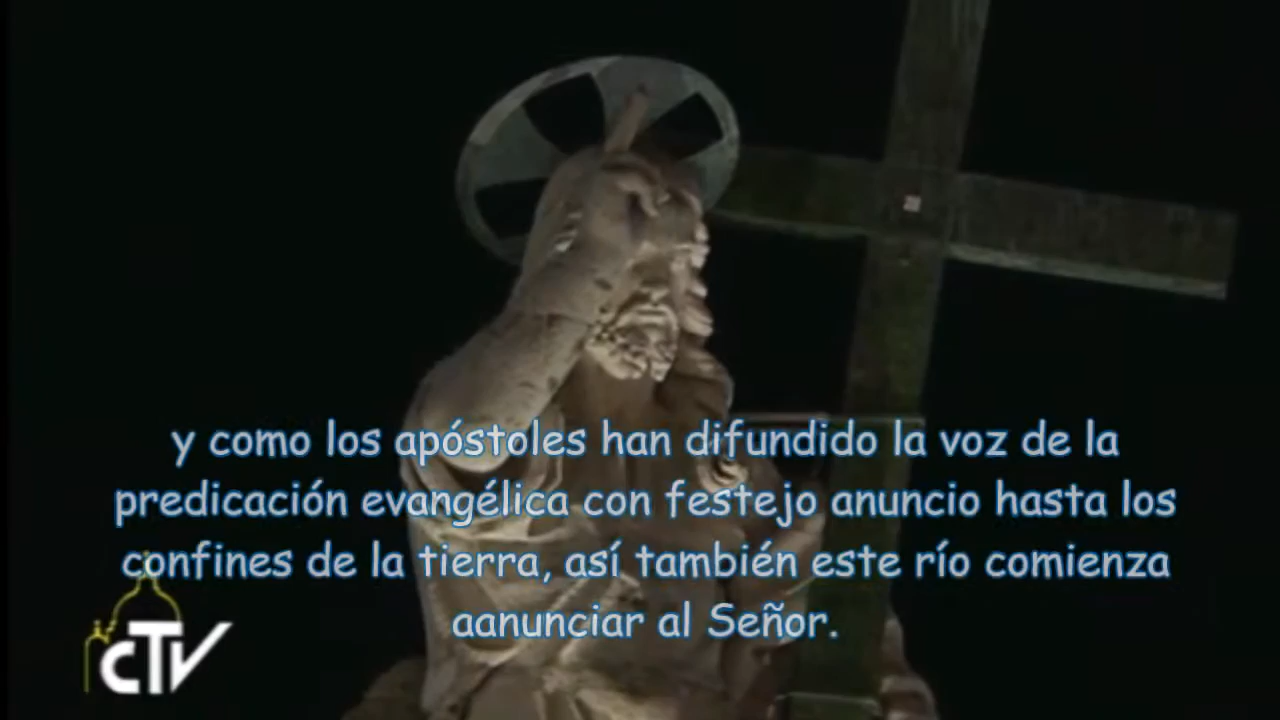 y como los apóstoles han difundido la voz de la
predicación evangélica con festejo anuncio hasta los
confines de la tierra, así también este río comienza
aanunciar al Señor.
CTV